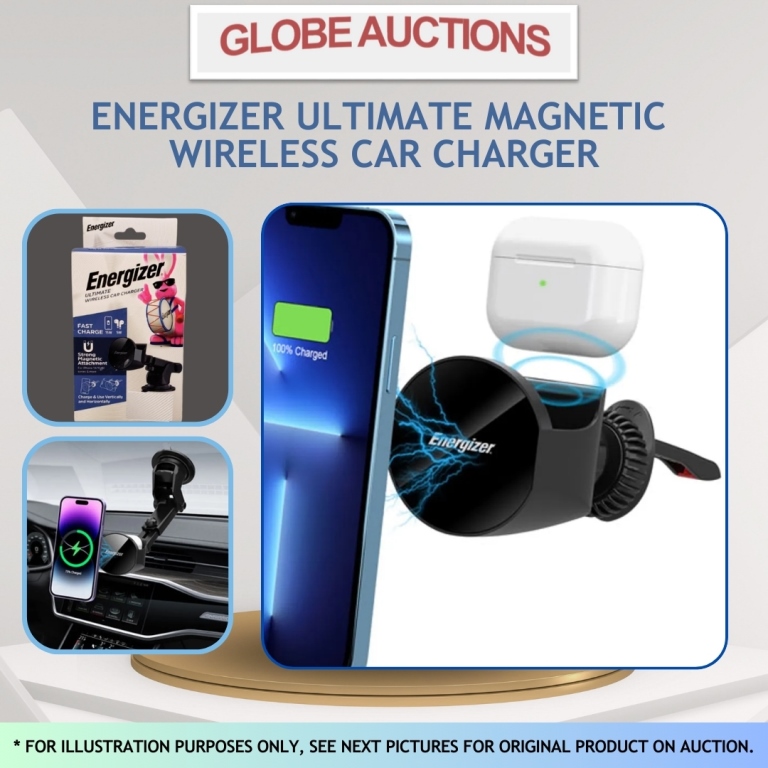 GLOBE AUCTIONS
ENERGIZER ULTIMATE MAGNETIC
WIRELESS CAR CHARGER
Energizer
Energizer
ULTIMATE
WIRELESS CAR CHARGER
FAST
CHARGE
Strong
Magnetic
Attachment
Charge & Use Vertically
and Horizontally
100% Charged
Energizer
Energizer
* FOR ILLUSTRATION PURPOSES ONLY, SEE NEXT PICTURES FOR ORIGINAL PRODUCT ON AUCTION.